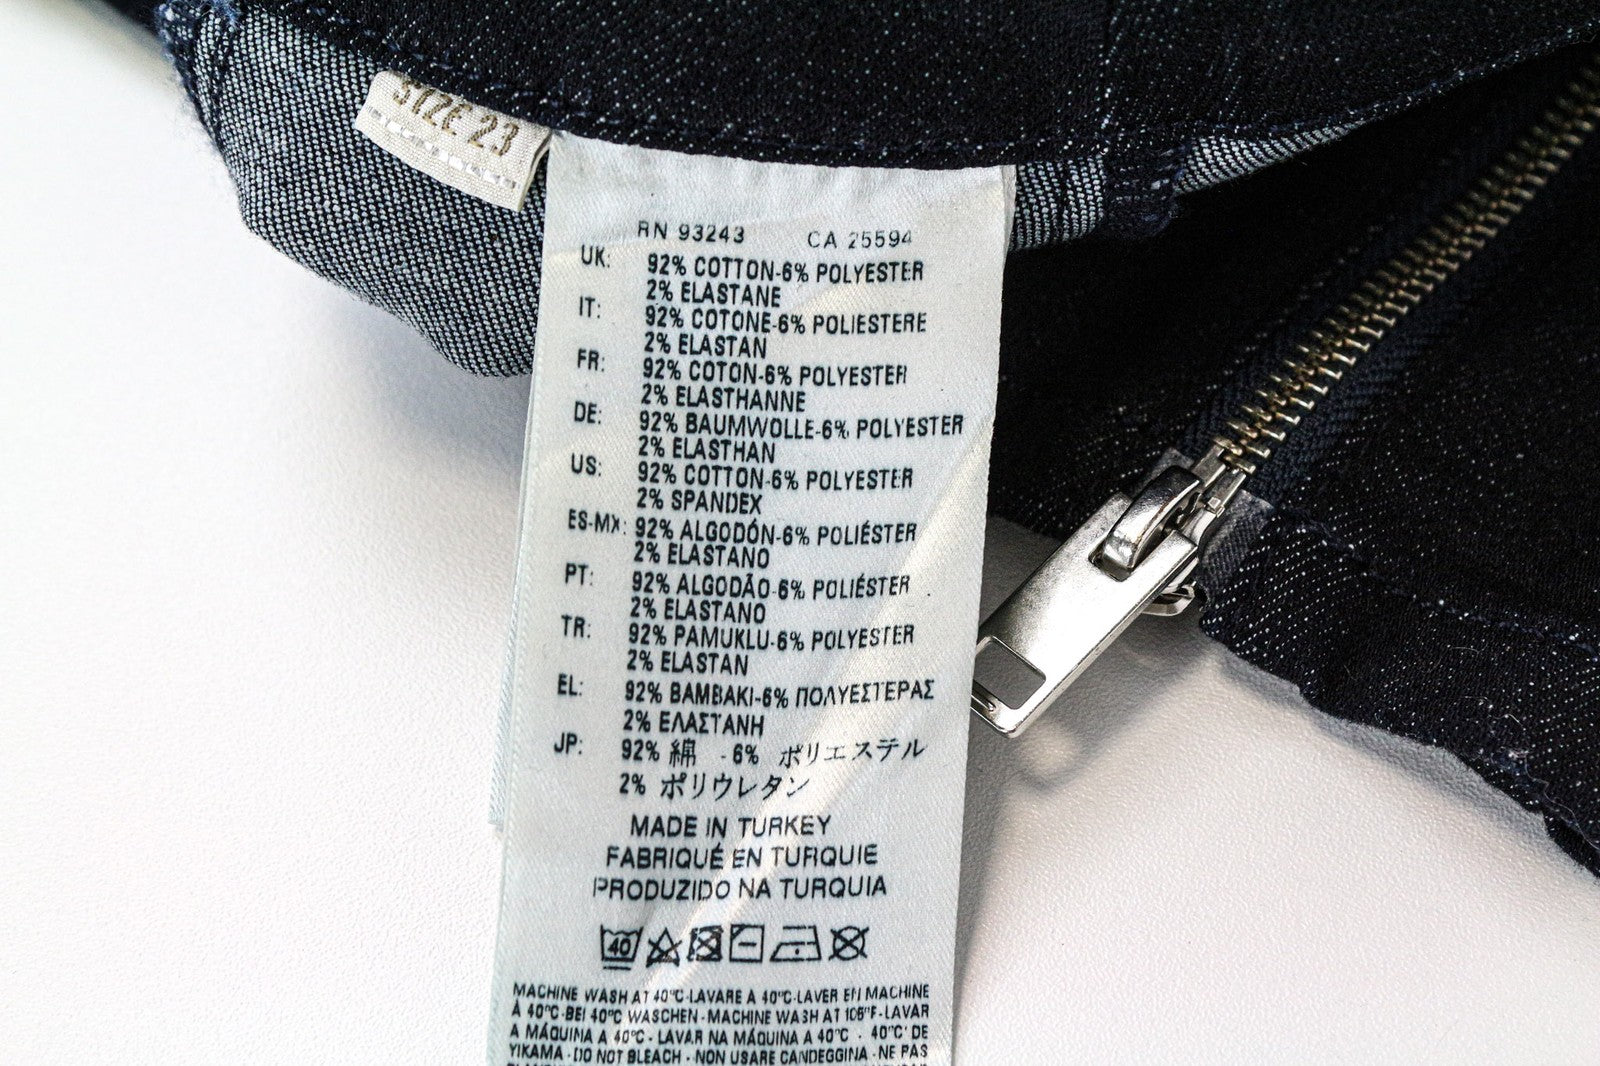 SIZE 23
RN 93243 CA 25594
UK: 92% COTTON-6% POLYESTER
2% ELASTANE
IT: 92% COTONE-6% POLIESTERE
2% ELASTAN
FR: 92% COTON-6% POLYESTER
2% ELASTHANNE
DE: 92% BAUMWOLLE-6% POLYESTER
2% ELASTHAN
US: 92% COTTON-6% POLYESTER
2% SPANDEX
ES-MX: 92% ALGODÓN-6% POLIÉSTER
2% ELASTANO
PT: 92% ALGODÃO-6% POLIÉSTER
2% ELASTANO
TR: 92% PAMUKLU-6% POLYESTER
2% ELASTAN
EL: 92% ΒΑΜΒΑΚΙ-6% ΠΟΛΥΕΣΤΕΡΑΣ
2% ΕΛΑΣΤΑΝΗ
JP: 92% 綿 -6% ポリエステル
2% ポリウレタン
MADE IN TURKEY
FABRIQUÉ EN TURQUIE
PRODUZIDO NA TURQUIA
40
MACHINE WASH AT 40°C-LAVARE A 40°C-LAVER EN MACHINE
À 40°C-BEI 40°C WASCHEN-MACHINE WASH AT 105°F-LAVAR
A MÁQUINA A 40°C - LAVAR NA MÁQUINA A 40°C - 40°C' DE
YIKAMA - DO NOT BLEACH - NON USARE CANDEGGINA - NE PAS